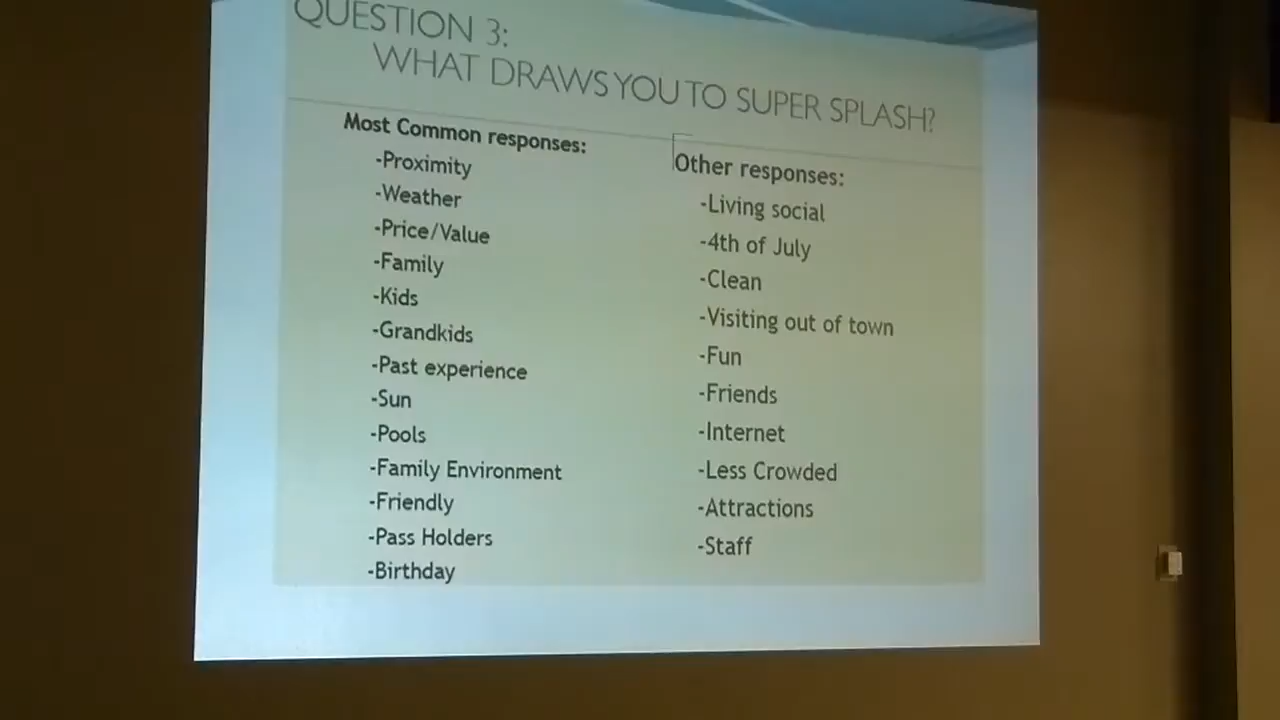 QUESTION 3:
WHAT DRAWS YOU TO SUPER SPLASH?
Most Common responses:
-Proximity
-Weather
-Price/Value
-Family
-Kids
-Grandkids
-Past experience
-Sun
-Pools
-Family Environment
-Friendly
-Pass Holders
-Birthday
Other responses:
-Living social
-4th of July
-Clean
-Visiting out of town
-Fun
-Friends
-Internet
-Less Crowded
-Attractions
-Staff